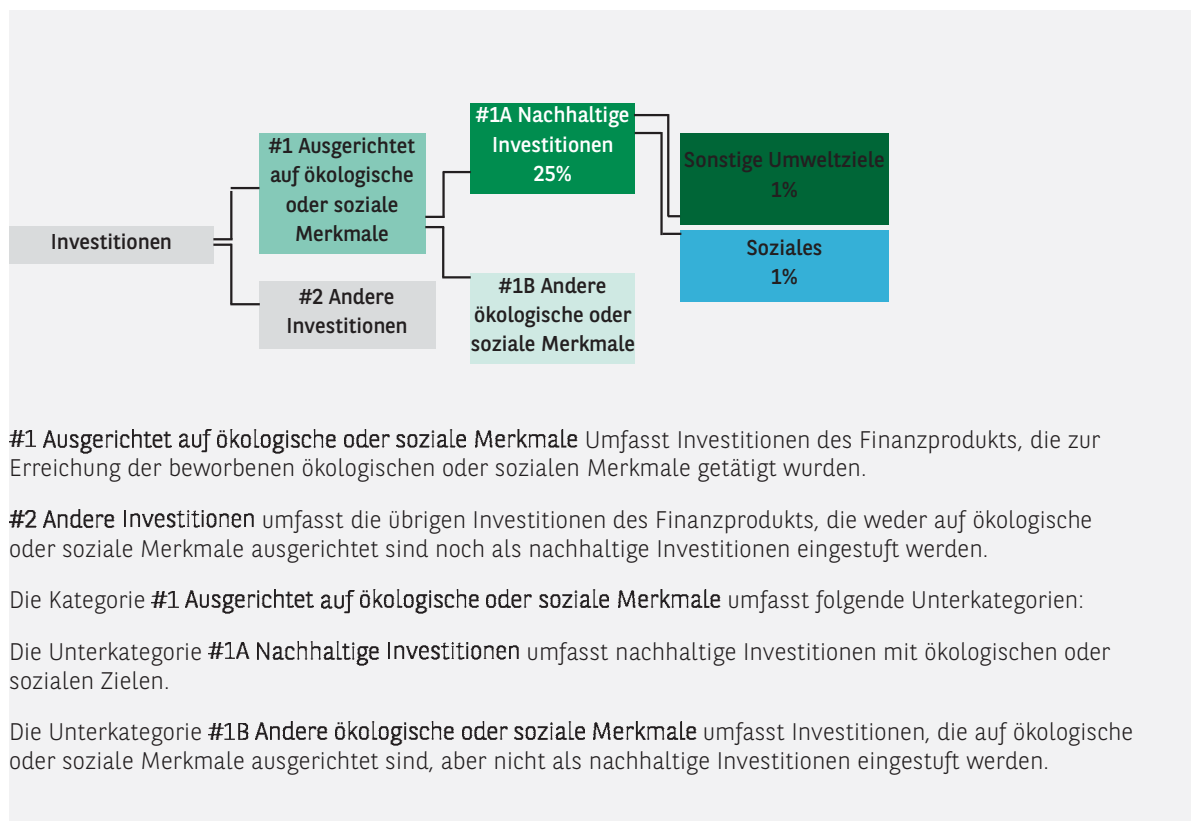 #1A Nachhaltige
Investitionen
25%
#1 Ausgerichtet
auf ökologische
oder soziale
Merkmale
Sonstige Umweltziele
1%
Investitionen
Soziales
1%
#2 Andere
Investitionen
#1B Andere
ökologische oder
soziale Merkmale
#1 Ausgerichtet auf ökologische oder soziale Merkmale Umfasst Investitionen des Finanzprodukts, die zur
Erreichung der beworbenen ökologischen oder sozialen Merkmale getätigt wurden.
#2 Andere Investitionen umfasst die übrigen Investitionen des Finanzprodukts, die weder auf ökologische
oder soziale Merkmale ausgerichtet sind noch als nachhaltige Investitionen eingestuft werden.
Die Kategorie #1 Ausgerichtet auf ökologische oder soziale Merkmale umfasst folgende Unterkategorien:
Die Unterkategorie #1A Nachhaltige Investitionen umfasst nachhaltige Investitionen mit ökologischen oder
sozialen Zielen.
Die Unterkategorie #1B Andere ökologische oder soziale Merkmale umfasst Investitionen, die auf ökologische
oder soziale Merkmale ausgerichtet sind, aber nicht als nachhaltige Investitionen eingestuft werden.